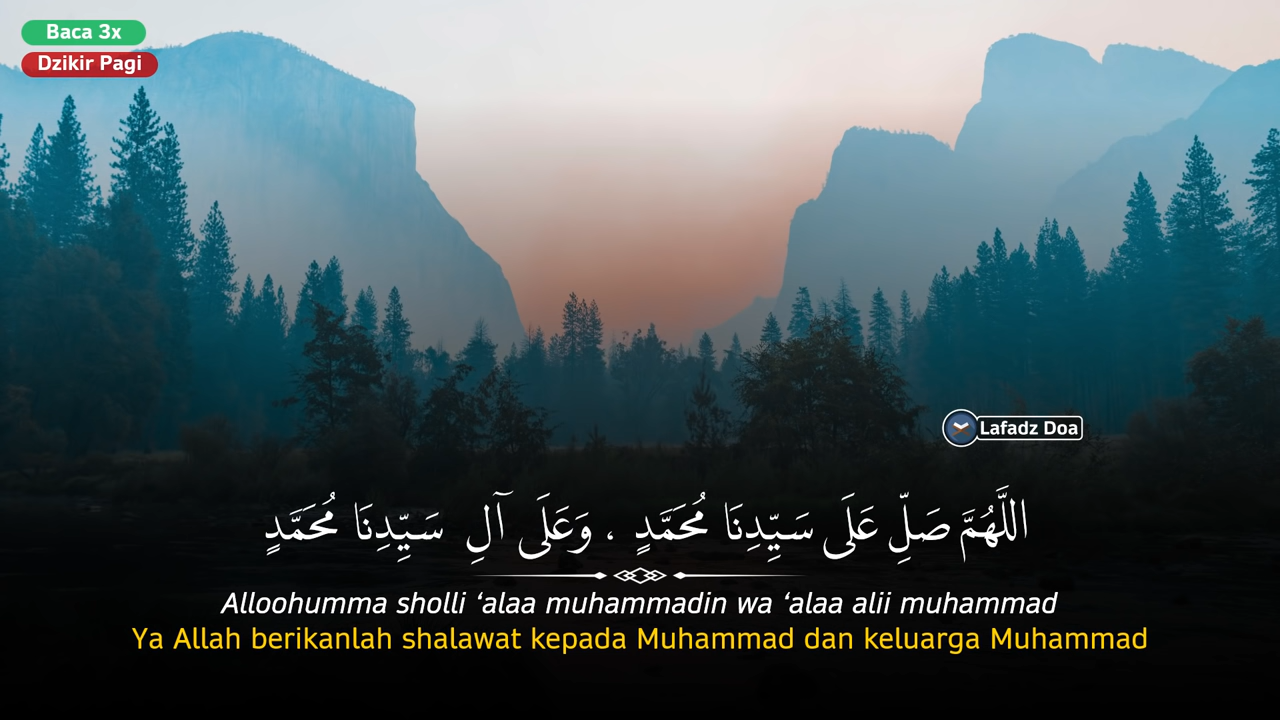 Baca 3x
Dzikir Pagi
Lafadz Doa
اللَّهُمَّ صَلِّ عَلَى سَيِّدِنَا مُحَمَّدٍ ، وَعَلَى آلِ سَيِّدِنَا مُحَمَّدٍ
Alloohumma sholli ‘alaa muhammadin wa ‘alaa alii muhammad
Ya Allah berikanlah shalawat kepada Muhammad dan keluarga Muhammad